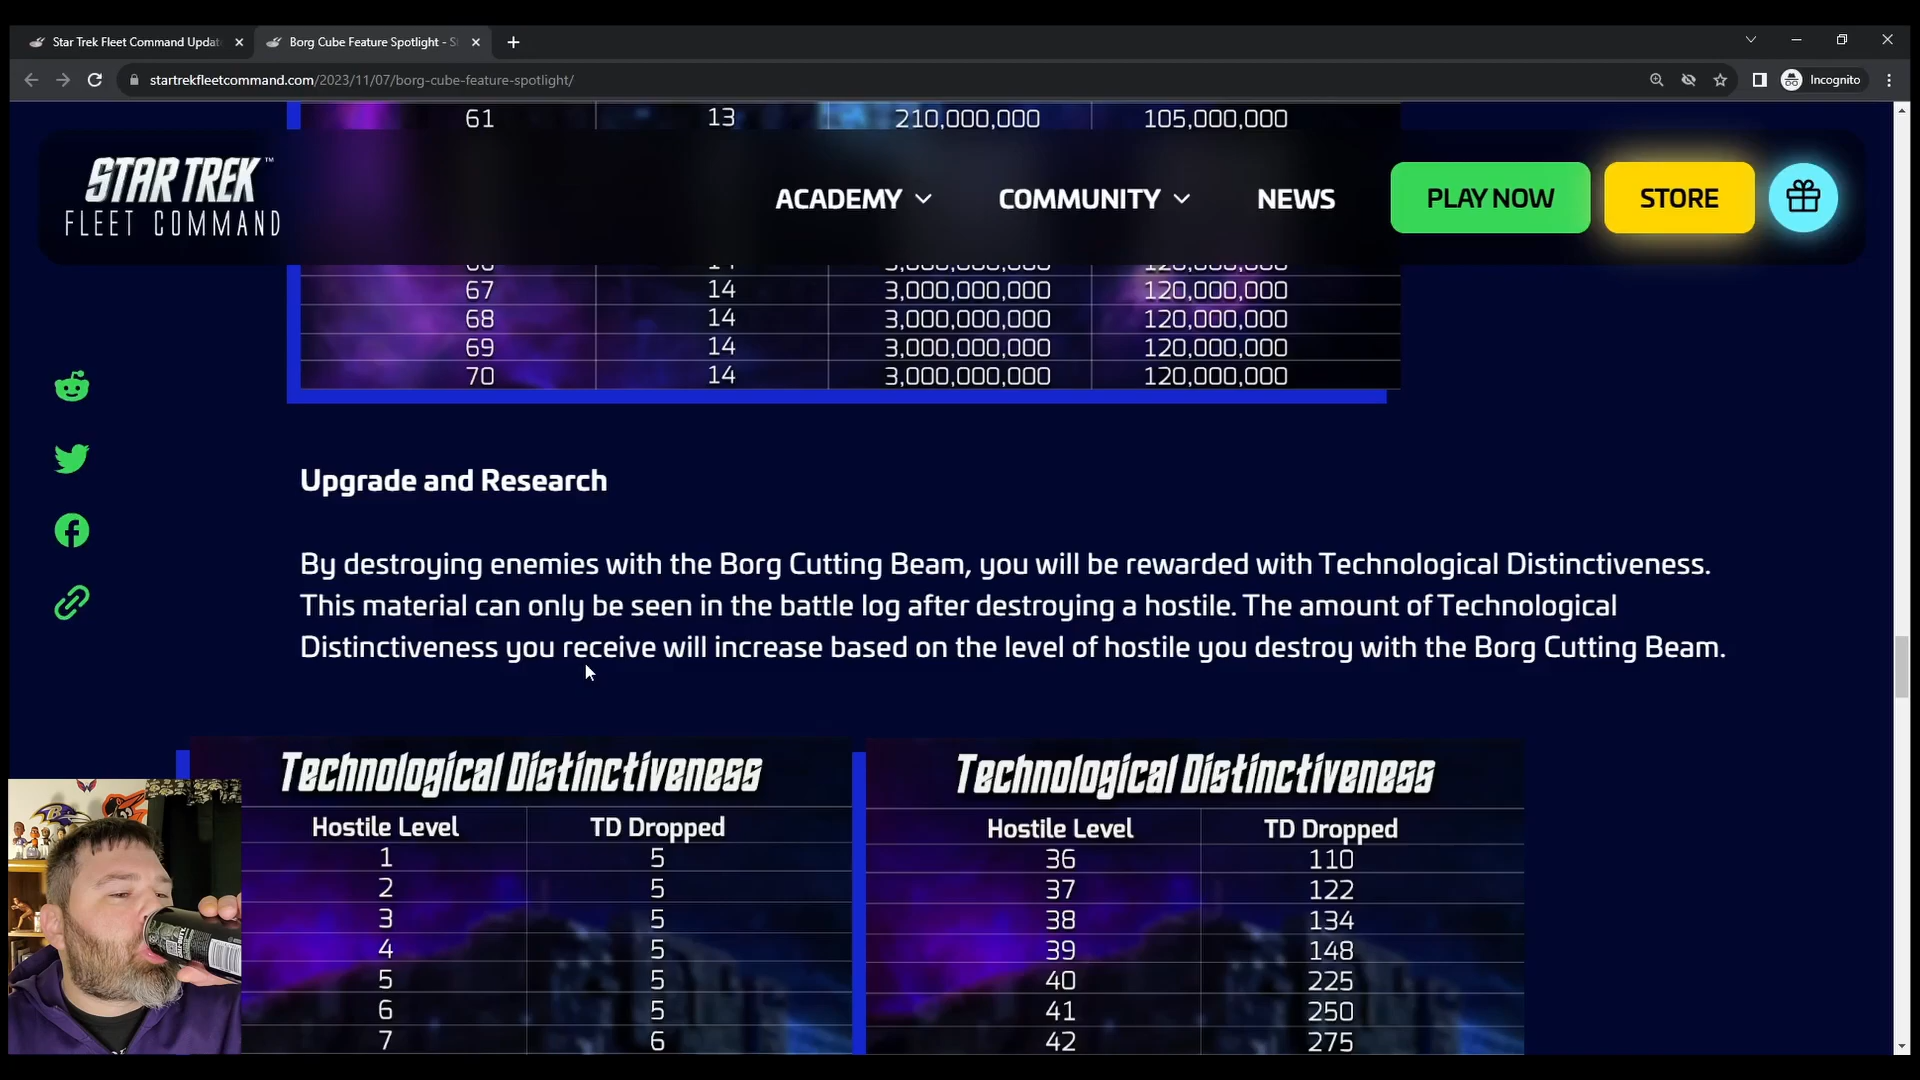 Star Trek Fleet Command Updat
Borg Cube Feature Spotlight - S
startrekfleetcommand.com/2023/11/07/borg-cube-feature-spotlight/
Incognito
61 13 210,000,000 105,000,000
STAR TREK™
FLEET COMMAND
ACADEMY
COMMUNITY
NEWS
PLAY NOW
STORE
67 14 3,000,000,000 120,000,000
68 14 3,000,000,000 120,000,000
69 14 3,000,000,000 120,000,000
70 14 3,000,000,000 120,000,000
Upgrade and Research
By destroying enemies with the Borg Cutting Beam, you will be rewarded with Technological Distinctiveness.
This material can only be seen in the battle log after destroying a hostile. The amount of Technological
Distinctiveness you receive will increase based on the level of hostile you destroy with the Borg Cutting Beam.
Technological Distinctiveness
Hostile Level TD Dropped
1 5
2 5
3 5
4 5
5 5
6 5
7 6
Technological Distinctiveness
Hostile Level TD Dropped
36 110
37 122
38 134
39 148
40 225
41 250
42 275